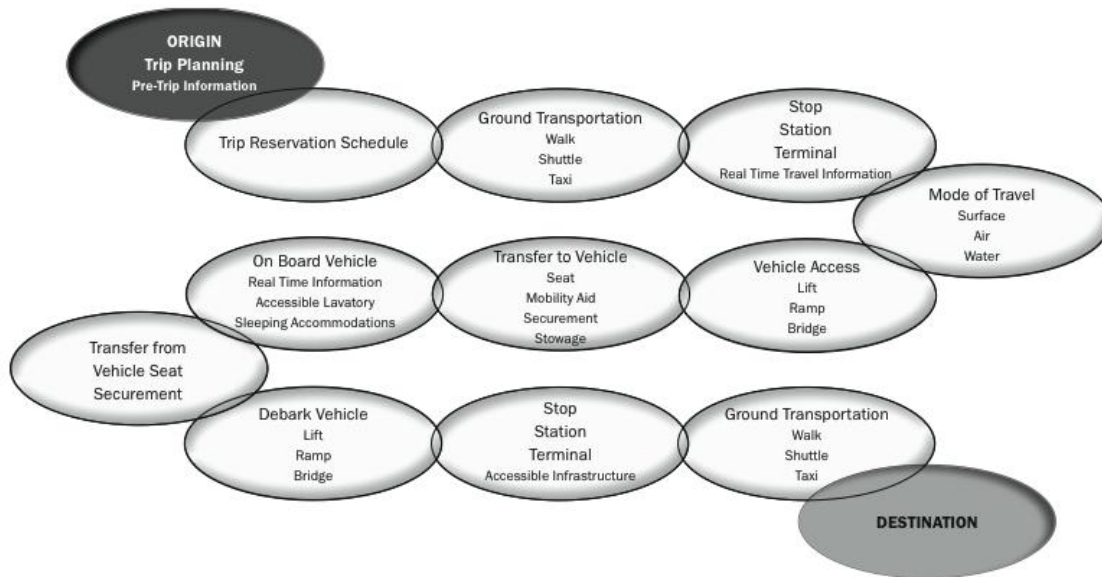 ORIGIN
Trip Planning
Pre-Trip Information
Trip Reservation Schedule
Ground Transportation
Walk
Shuttle
Taxi
Stop
Station
Terminal
Real Time Travel Information
Mode of Travel
Surface
Air
Water
Vehicle Access
Lift
Ramp
Bridge
Transfer to Vehicle
Seat
Mobility Aid
Securement
Stowage
On Board Vehicle
Real Time Information
Accessible Lavatory
Sleeping Accommodations
Transfer from
Vehicle Seat
Securement
Debark Vehicle
Lift
Ramp
Bridge
Stop
Station
Terminal
Accessible Infrastructure
Ground Transportation
Walk
Shuttle
Taxi
DESTINATION